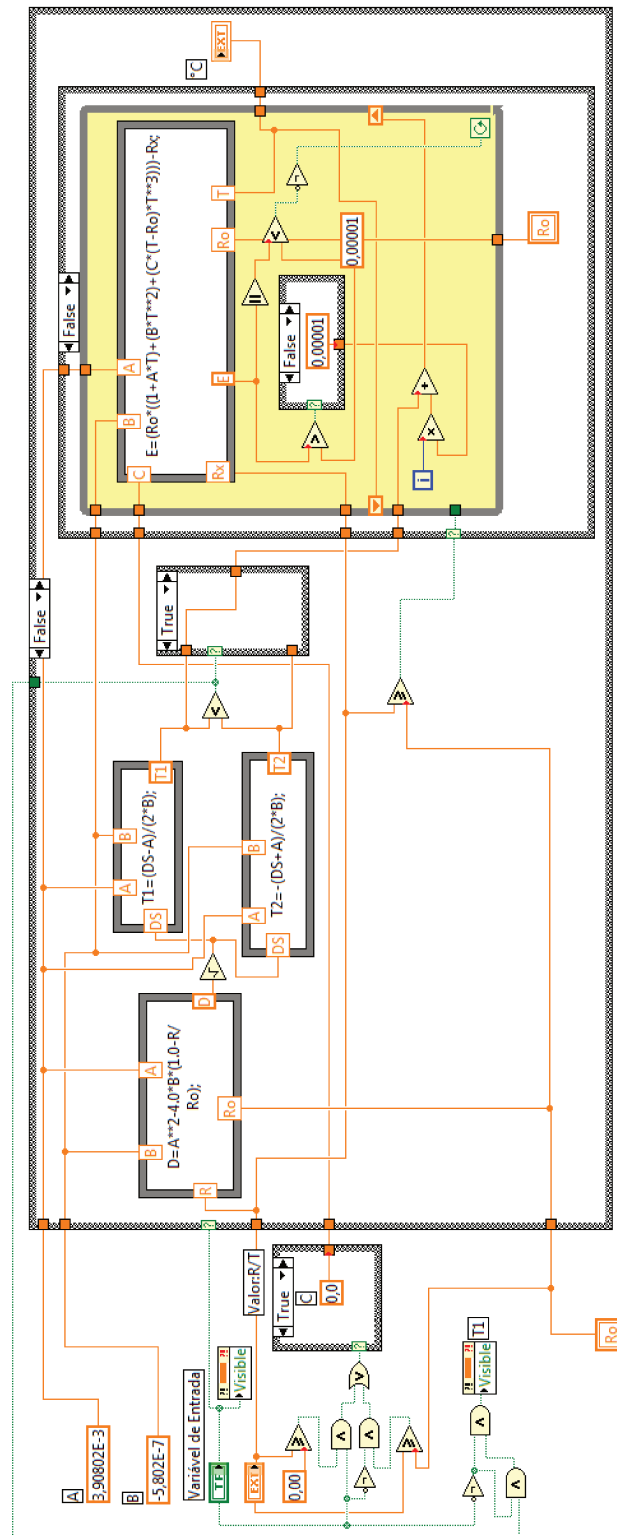 A
3,90802E-3
B
-5,802E-7
Variável de Entrada
TF
?!
?!
Visible
EXT
0,00
Valor:R/T
True
C
0,0
?
T1
?!
?!
Visible
Ro
False
?
B
A
R
D=A**2-4.0*B*(1.0-R/
Ro);
D
Ro
A
B
DS
T1=(DS-A)/(2*B);
T1
A
B
DS
T2=-(DS+A)/(2*B);
T2
True
?
False
?
C
B
A
Rx
E=(Ro*((1+A*T)+(B*T**2)+(C*(T-Ro)*T**3)))-Rx;
E
Ro
T
False
0,00001
?
0,00001
i
x
+
Ro
°C
EXT